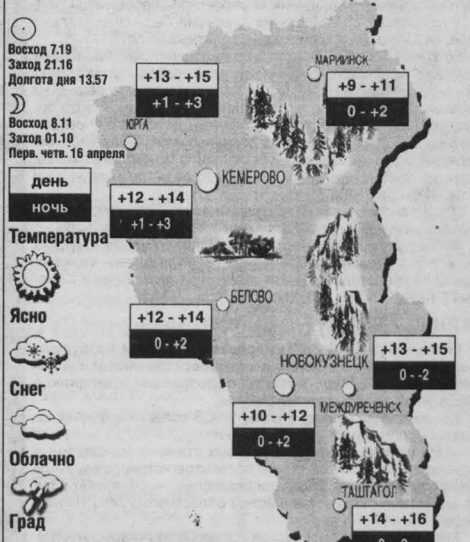 Восход 7.19
Заход 21.16
Долгота дня 13.57
Восход 8.11
Заход 01.10
Перв. четв. 16 апреля
день
ночь
Температура
Ясно
Снег
Облачно
Град
+13 - +15
+1 - +3
ЮРГА
МАРИИНСК
+9 - +11
0 - +2
КЕМЕРОВО
+12 - +14
+1 - +3
БЕЛОВО
+12 - +14
0 - +2
НОВОКУЗНЕЦК
+10 - +12
0 - +2
+13 - +15
0 - -2
МЕЖДУРЕЧЕНСК
ТАШТАГОЛ
+14 - +16